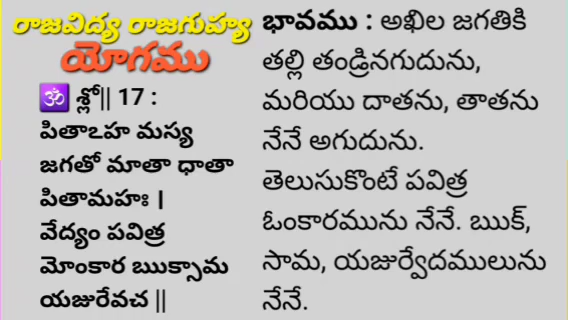 రాజవిద్య రాజగుహ్య
యోగము
🕉 శ్లో|| 17 :
పితాఽహ మస్య
జగతో మాతా ధాతా
పితామహః |
వేద్యం పవిత్ర
మోంకార ఋక్సామ
యజురేవచ ||
భావము : అఖిల జగతికి
తల్లి తండ్రినగుదును,
మరియు దాతను, తాతను
నేనే అగుదును.
తెలుసుకొంటే పవిత్ర
ఓంకారమును నేనే. ఋక్,
సామ, యజుర్వేదములును
నేనే.